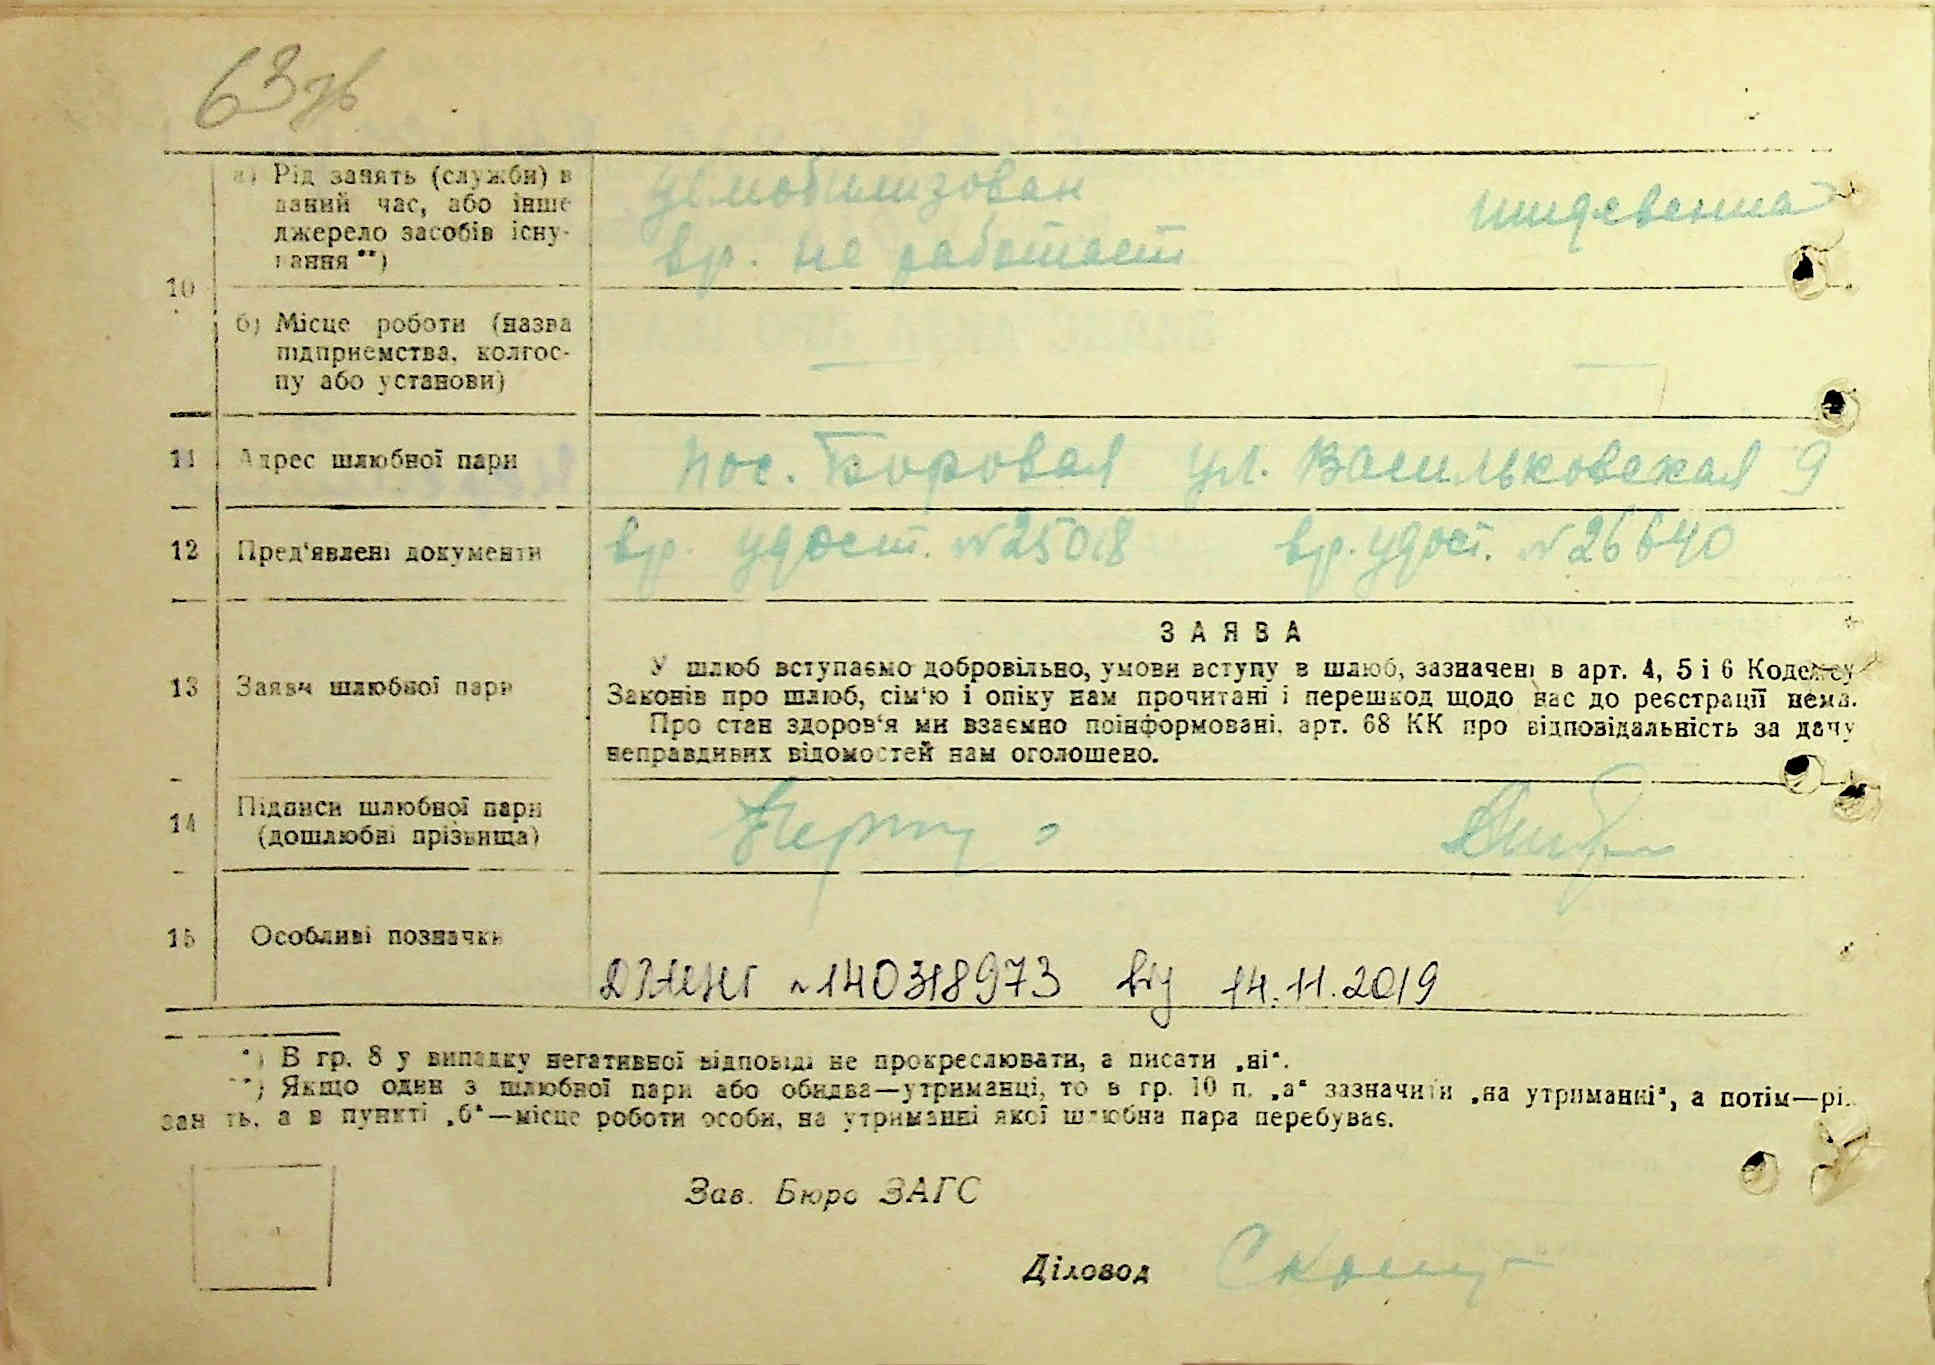 63 зв
10
а) Рід занять (служби) в
даний час, або інше
джерело засобів існу-
вання **)
демобилизован
вр. не работает
иждевенка
б) Місце роботи (назва
підприємства, колгос-
пу або установи)
—
—
11 Адрес шлюбної пари
пос. Боровая ул. Васильковская 9
12 Пред'явлені документи
вр. удост. №25018 вр. удост. №26640
13 Заява шлюбної пари
ЗАЯВА
У шлюб вступаємо добровільно, умови вступу в шлюб, зазначені в арт. 4, 5 і 6 Кодексу
Законів про шлюб, сім'ю і опіку нам прочитані і перешкод щодо нас до реєстрації нема.
Про стан здоров'я ми взаємно поінформовані, арт. 68 КК про відповідальність за дачу
неправдивих відомостей нам оголошено.
14 Підписи шлюбної пари
(дошлюбні прізвища)
15 Особливі позначки
№140318973 від 14.11.2019
*) В гр. 8 у випадку негативної відповіді не прокреслювати, а писати „ні“.
**) Якщо один з шлюбної пари або обидва—утриманці, то в гр. 10 п. „а“ зазначити „на утриманні“, а потім—рід
занять, а в пункті „б“—місце роботи особи, на утриманні якої шлюбна пара перебуває.
Зав. Бюро ЗАГС
Діловод